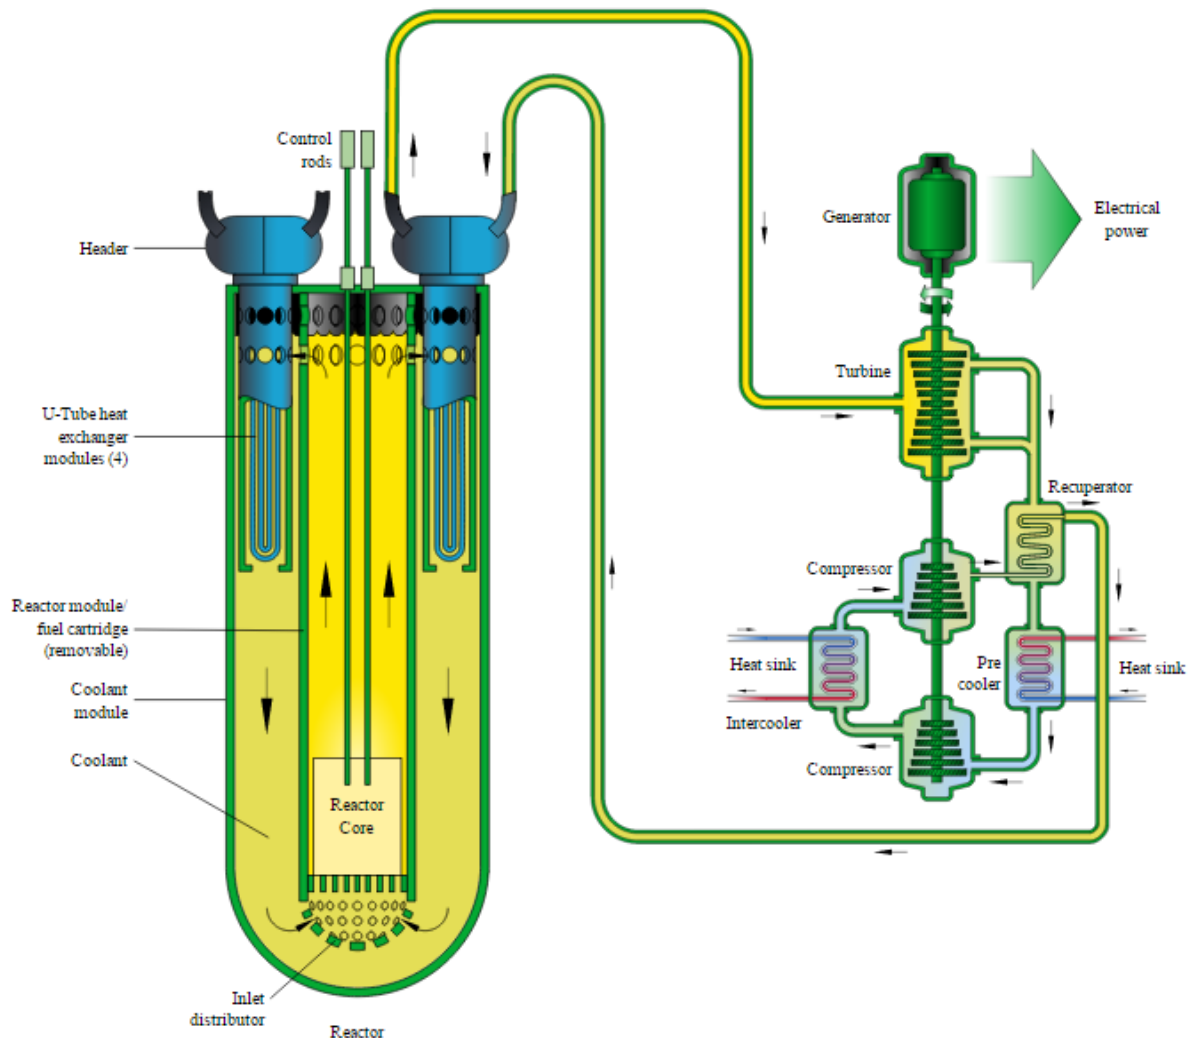 Control
rods
Header
U-Tube heat
exchanger
modules (4)
Reactor module/
fuel cartridge
(removable)
Coolant
module
Coolant
Reactor
Core
Inlet
distributor
Reactor
Generator
Electrical
power
Turbine
Recuperator
Compressor
Heat sink
Pre
cooler
Heat sink
Intercooler
Compressor